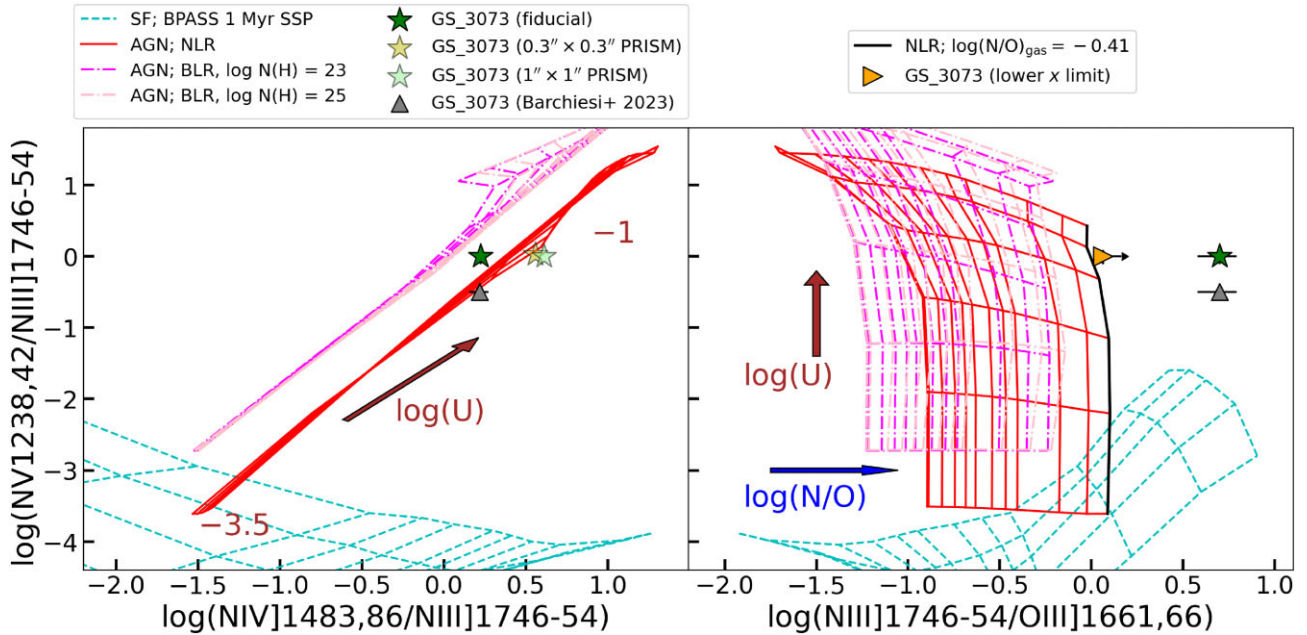 SF; BPASS 1 Myr SSP
AGN; NLR
AGN; BLR, log N(H) = 23
AGN; BLR, log N(H) = 25
GS_3073 (fiducial)
GS_3073 (0.3′′ × 0.3′′ PRISM)
GS_3073 (1′′ × 1′′ PRISM)
GS_3073 (Barchiesi+ 2023)
NLR; log(N/O)gas = −0.41
GS_3073 (lower x limit)
log(NV1238,42/NIII]1746-54)
1
0
−1
−2
−3
−4
−1
log(U)
−3.5
log(U)
log(N/O)
−2.0 −1.5 −1.0 −0.5 0.0 0.5 1.0
−2.0 −1.5 −1.0 −0.5 0.0 0.5 1.0
log(NIV]1483,86/NIII]1746-54)
log(NIII]1746-54/OIII]1661,66)